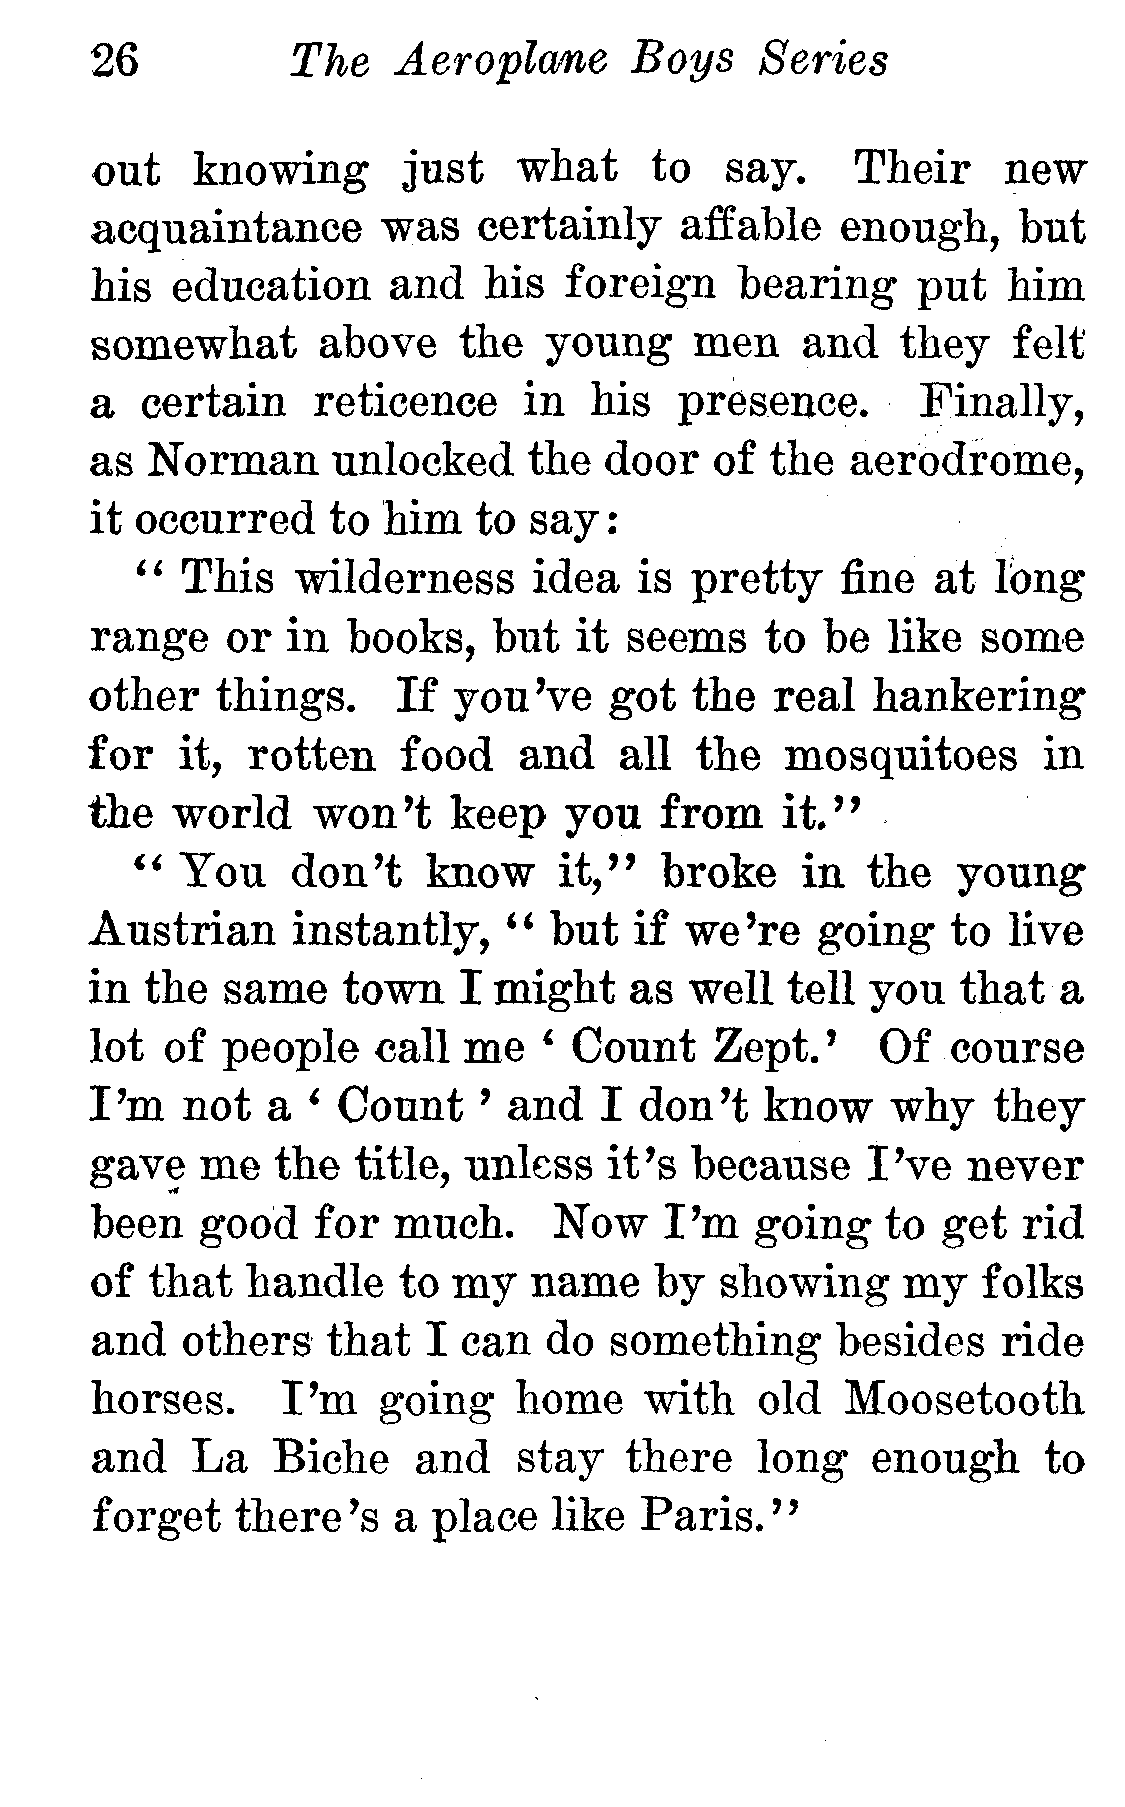 26 The Aeroplane Boys Series
out knowing just what to say. Their new
acquaintance was certainly affable enough, but
his education and his foreign bearing put him
somewhat above the young men and they felt
a certain reticence in his presence. Finally,
as Norman unlocked the door of the aerodrome,
it occurred to him to say:
“ This wilderness idea is pretty fine at long
range or in books, but it seems to be like some
other things. If you’ve got the real hankering
for it, rotten food and all the mosquitoes in
the world won’t keep you from it.”
“ You don’t know it,” broke in the young
Austrian instantly, “ but if we’re going to live
in the same town I might as well tell you that a
lot of people call me ‘ Count Zept.’ Of course
I’m not a ‘ Count ’ and I don’t know why they
gave me the title, unless it’s because I’ve never
been good for much. Now I’m going to get rid
of that handle to my name by showing my folks
and others that I can do something besides ride
horses. I’m going home with old Moosetooth
and La Biche and stay there long enough to
forget there’s a place like Paris.”